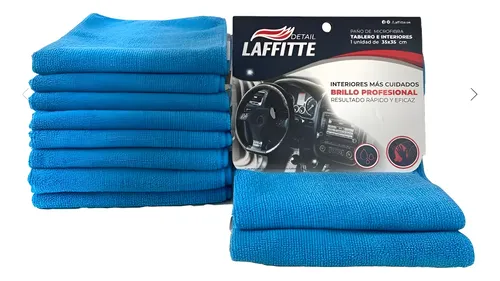 DETAIL
LAFFITTE
PAÑO DE MICROFIBRA
TABLERO E INTERIORES
1 unidad de 35x35 cm
INTERIORES MÁS CUIDADOS
BRILLO PROFESIONAL
RESULTADO RÁPIDO Y EFICAZ